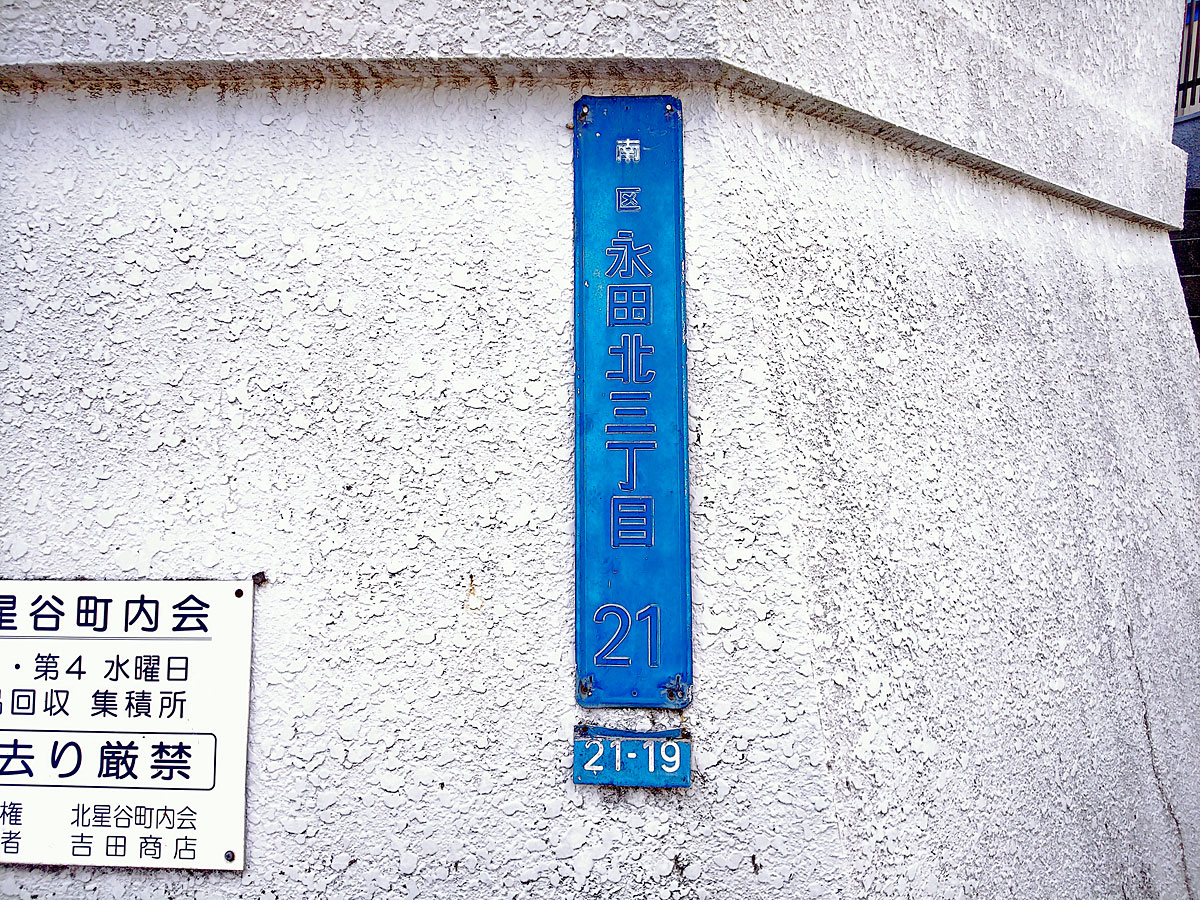 南区永田北三丁目
21
21-19
星谷町内会
・第4 水曜日
回収 集積所
去り厳禁
権 北星谷町内会
者 吉田商店